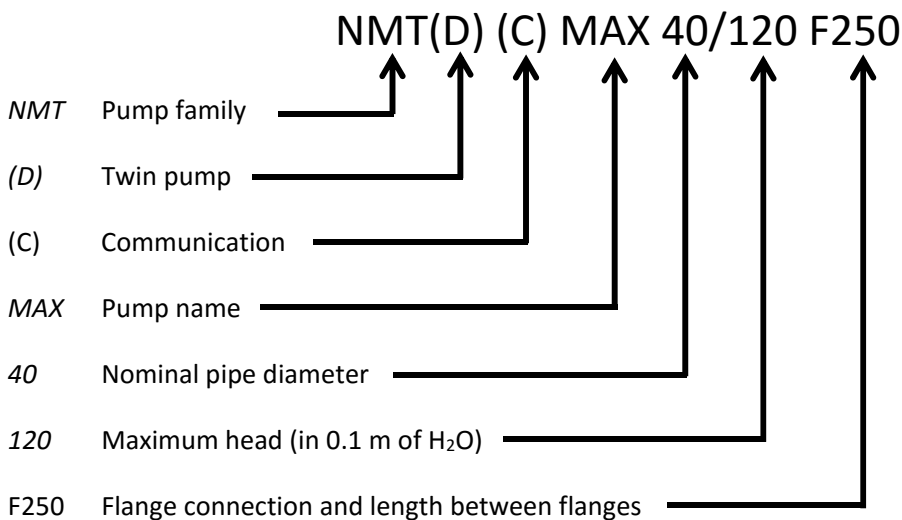 NMT(D) (C) MAX 40/120 F250
NMT Pump family
(D) Twin pump
(C) Communication
MAX Pump name
40 Nominal pipe diameter
120 Maximum head (in 0.1 m of H₂O)
F250 Flange connection and length between flanges